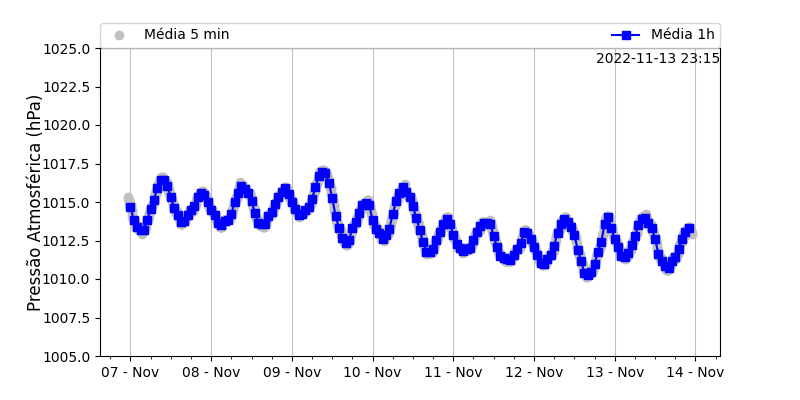 Média 5 min
Média 1h
2022-11-13 23:15
Pressão Atmosférica (hPa)
1025.0
1022.5
1020.0
1017.5
1015.0
1012.5
1010.0
1007.5
1005.0
07 - Nov
08 - Nov
09 - Nov
10 - Nov
11 - Nov
12 - Nov
13 - Nov
14 - Nov